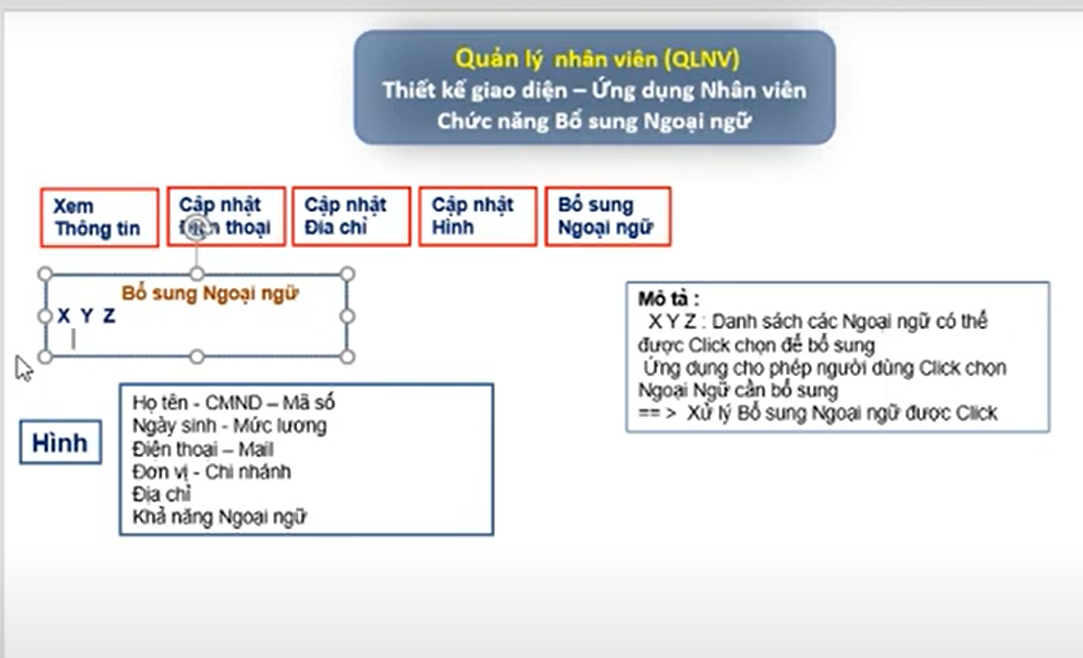 Quản lý nhân viên (QLNV)
Thiết kế giao diện – Ứng dụng Nhân viên
Chức năng Bổ sung Ngoại ngữ
Xem
Thông tin
Cập nhật
Điện thoại
Cập nhật
Địa chỉ
Cập nhật
Hình
Bổ sung
Ngoại ngữ
Bổ sung Ngoại ngữ
X Y Z
Mô tả :
X Y Z : Danh sách các Ngoại ngữ có thể
được Click chọn để bổ sung
Ứng dụng cho phép người dùng Click chọn
Ngoại Ngữ cần bổ sung
== > Xử lý Bổ sung Ngoại ngữ được Click
Hình
Họ tên - CMND – Mã số
Ngày sinh - Mức lương
Điện thoại – Mail
Đơn vị - Chi nhánh
Địa chỉ
Khả năng Ngoại ngữ